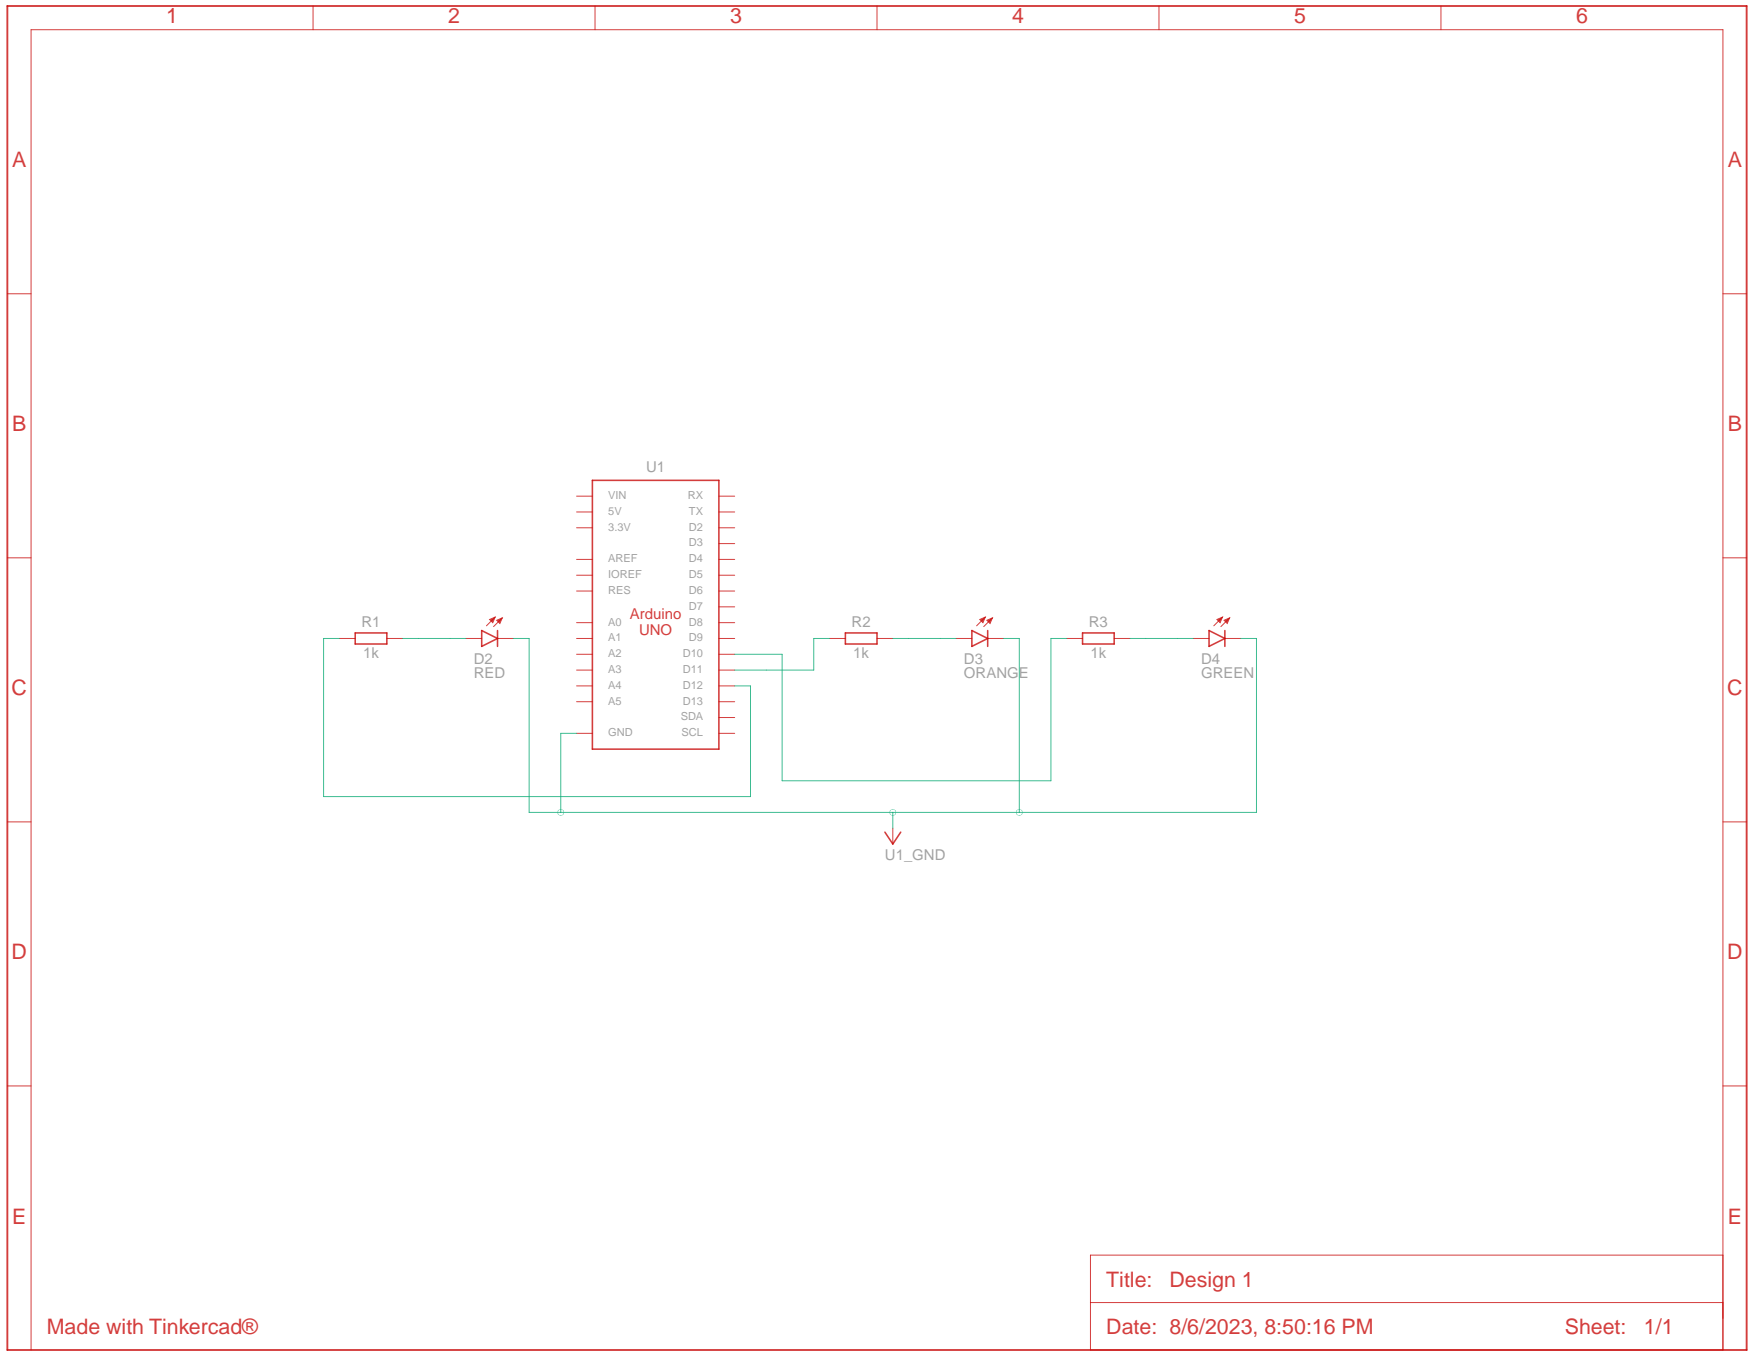 1 2 3 4 5 6
A A
B B
U1
VIN RX
5V TX
3.3V D2
D3
AREF D4
IOREF D5
RES D6
D7
Arduino
UNO
A0 D8
A1 D9
A2 D10
A3 D11
A4 D12
A5 D13
SDA
GND SCL
R1
1k
D2
RED
R2
1k
D3
ORANGE
R3
1k
D4
GREEN
C C
U1_GND
D D
E E
Title: Design 1
Made with Tinkercad®
Date: 8/6/2023, 8:50:16 PM Sheet: 1/1